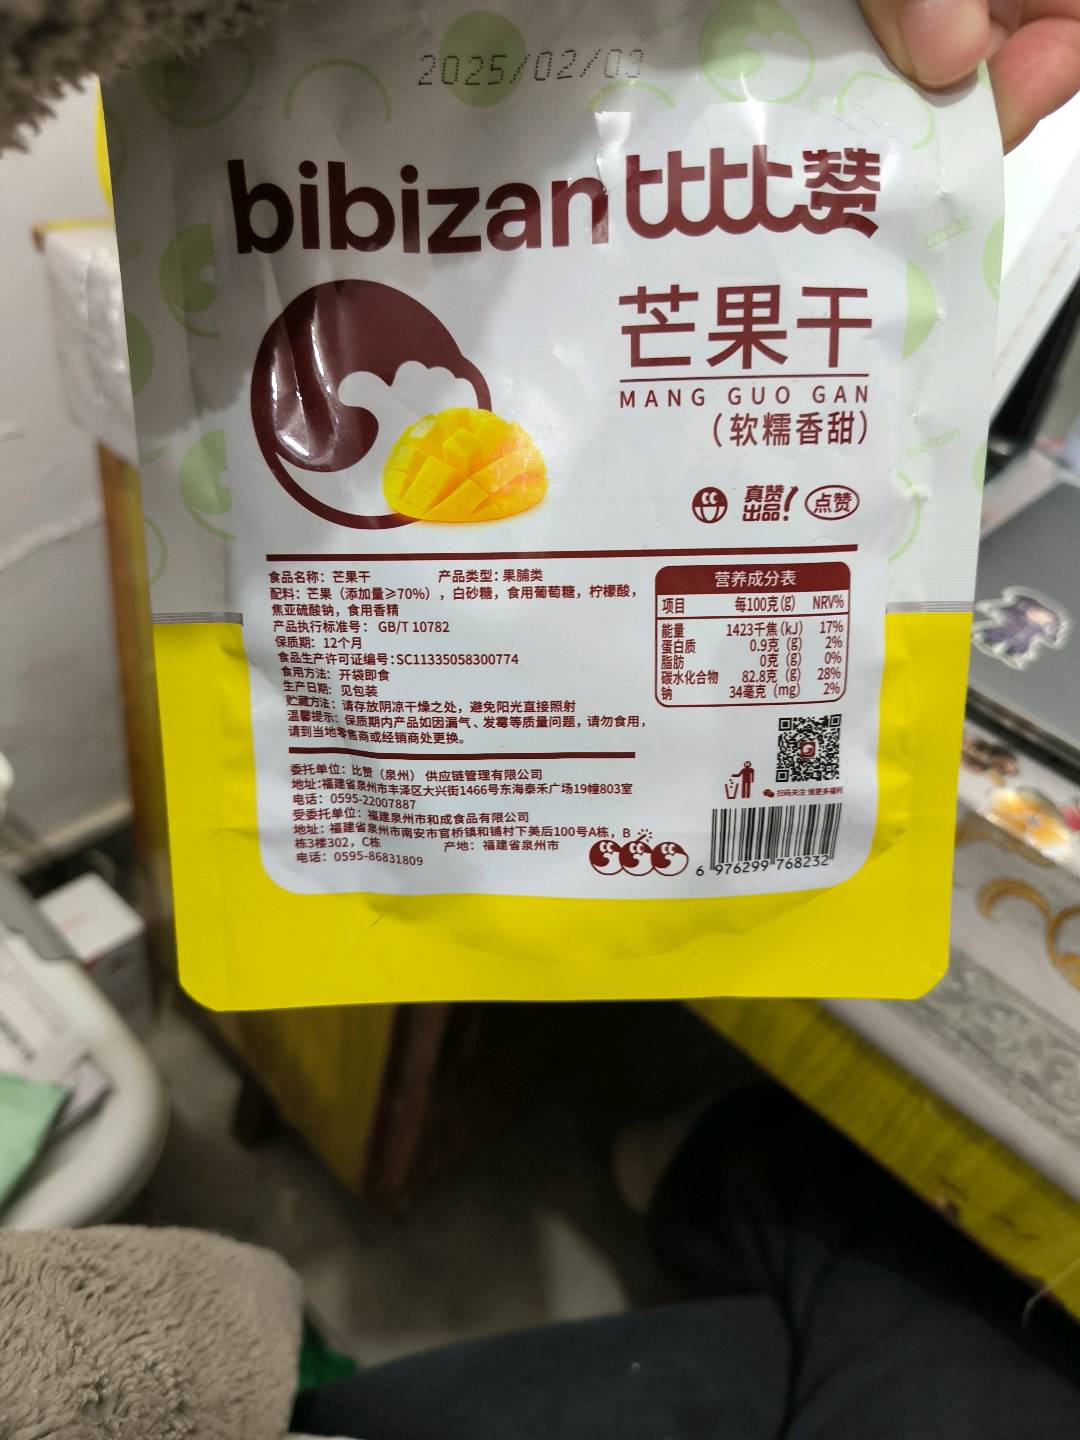 2025/02/03
bibizan比比赞
芒果干
MANG GUO GAN
（软糯香甜）
真赞
出品！
点赞
食品名称：芒果干 产品类型：果脯类
配料：芒果（添加量≥70%），白砂糖，食用葡萄糖，柠檬酸，
焦亚硫酸钠，食用香精
产品执行标准号： GB/T 10782
保质期：12个月
食品生产许可证编号：SC11335058300774
食用方法：开袋即食
生产日期：见包装
贮藏方法：请存放阴凉干燥之处，避免阳光直接照射
温馨提示：保质期内产品如因漏气、发霉等质量问题，请勿食用，
请到当地零售商或经销商处更换。
营养成分表
项目 每100克(g) NRV%
能量 1423千焦(kJ) 17%
蛋白质 0.9克 (g) 2%
脂肪 0克 (g) 0%
碳水化合物 82.8克 (g) 28%
钠 34毫克 (mg) 2%
委托单位：比赞（泉州）供应链管理有限公司
地址：福建省泉州市丰泽区大兴街1466号东海泰禾广场19幢803室
电话：0595-22007887
受委托单位：福建泉州市和成食品有限公司
地址：福建省泉州市南安市官桥镇和铺村下美后100号A栋，B
栋3楼302，C栋 产地：福建省泉州市
电话：0595-86831809
扫码关注 领更多福利
6 976299 768232
bibizan